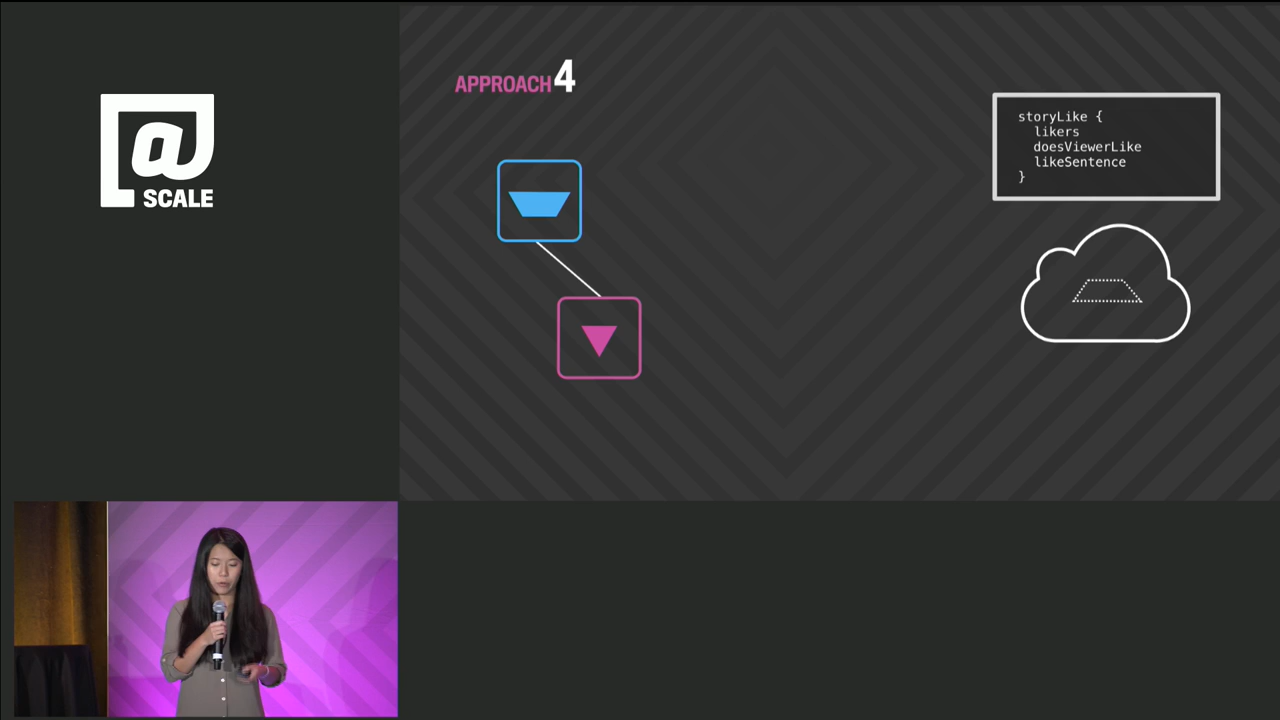 @
SCALE
APPROACH 4
storyLike {
likers
doesViewerLike
likeSentence
}